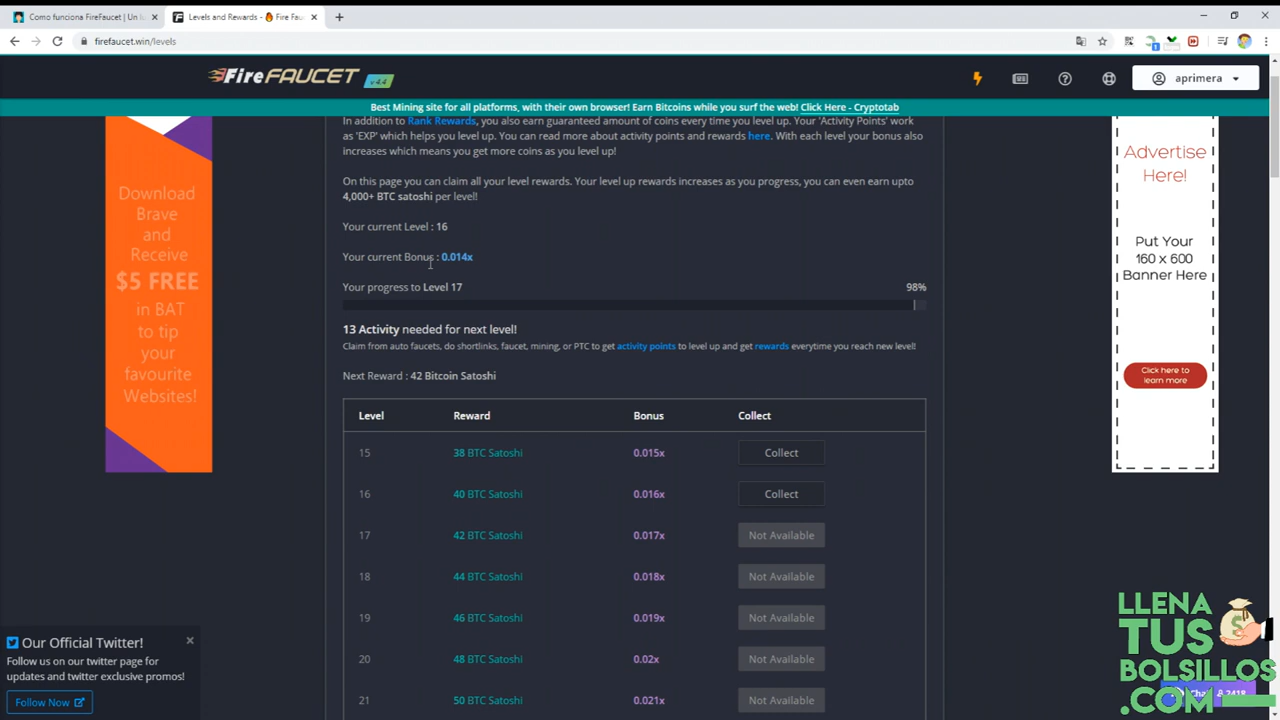 Como funciona FireFaucet | Un l
Levels and Rewards - 🔥 Fire Fau
firefaucet.win/levels
Fire FAUCET v 4.4
aprimera
Best Mining site for all platforms, with their own browser! Earn Bitcoins while you surf the web! Click Here - Cryptotab
In addition to Rank Rewards, you also earn guaranteed amount of coins every time you level up. Your 'Activity Points' work
as 'EXP' which helps you level up. You can read more about activity points and rewards here. With each level your bonus also
increases which means you get more coins as you level up!
On this page you can claim all your level rewards. Your level up rewards increases as you progress, you can even earn upto
4,000+ BTC satoshi per level!
Your current Level : 16
Your current Bonus : 0.014x
Your progress to Level 17 98%
13 Activity needed for next level!
Claim from auto faucets, do shortlinks, faucet, mining, or PTC to get activity points to level up and get rewards everytime you reach new level!
Next Reward : 42 Bitcoin Satoshi
Level Reward Bonus Collect
15 38 BTC Satoshi 0.015x Collect
16 40 BTC Satoshi 0.016x Collect
17 42 BTC Satoshi 0.017x Not Available
18 44 BTC Satoshi 0.018x Not Available
19 46 BTC Satoshi 0.019x Not Available
20 48 BTC Satoshi 0.02x Not Available
21 50 BTC Satoshi 0.021x Not Available
Download
Brave
and
Receive
$5 FREE
in BAT
to tip
your
favourite
Websites!
Advertise
Here!
Put Your
160 x 600
Banner Here
Click here to
learn more
Our Official Twitter!
Follow us on our twitter page for
updates and twitter exclusive promos!
Follow Now
LLENA
TUS
BOLSILLOS
.COM